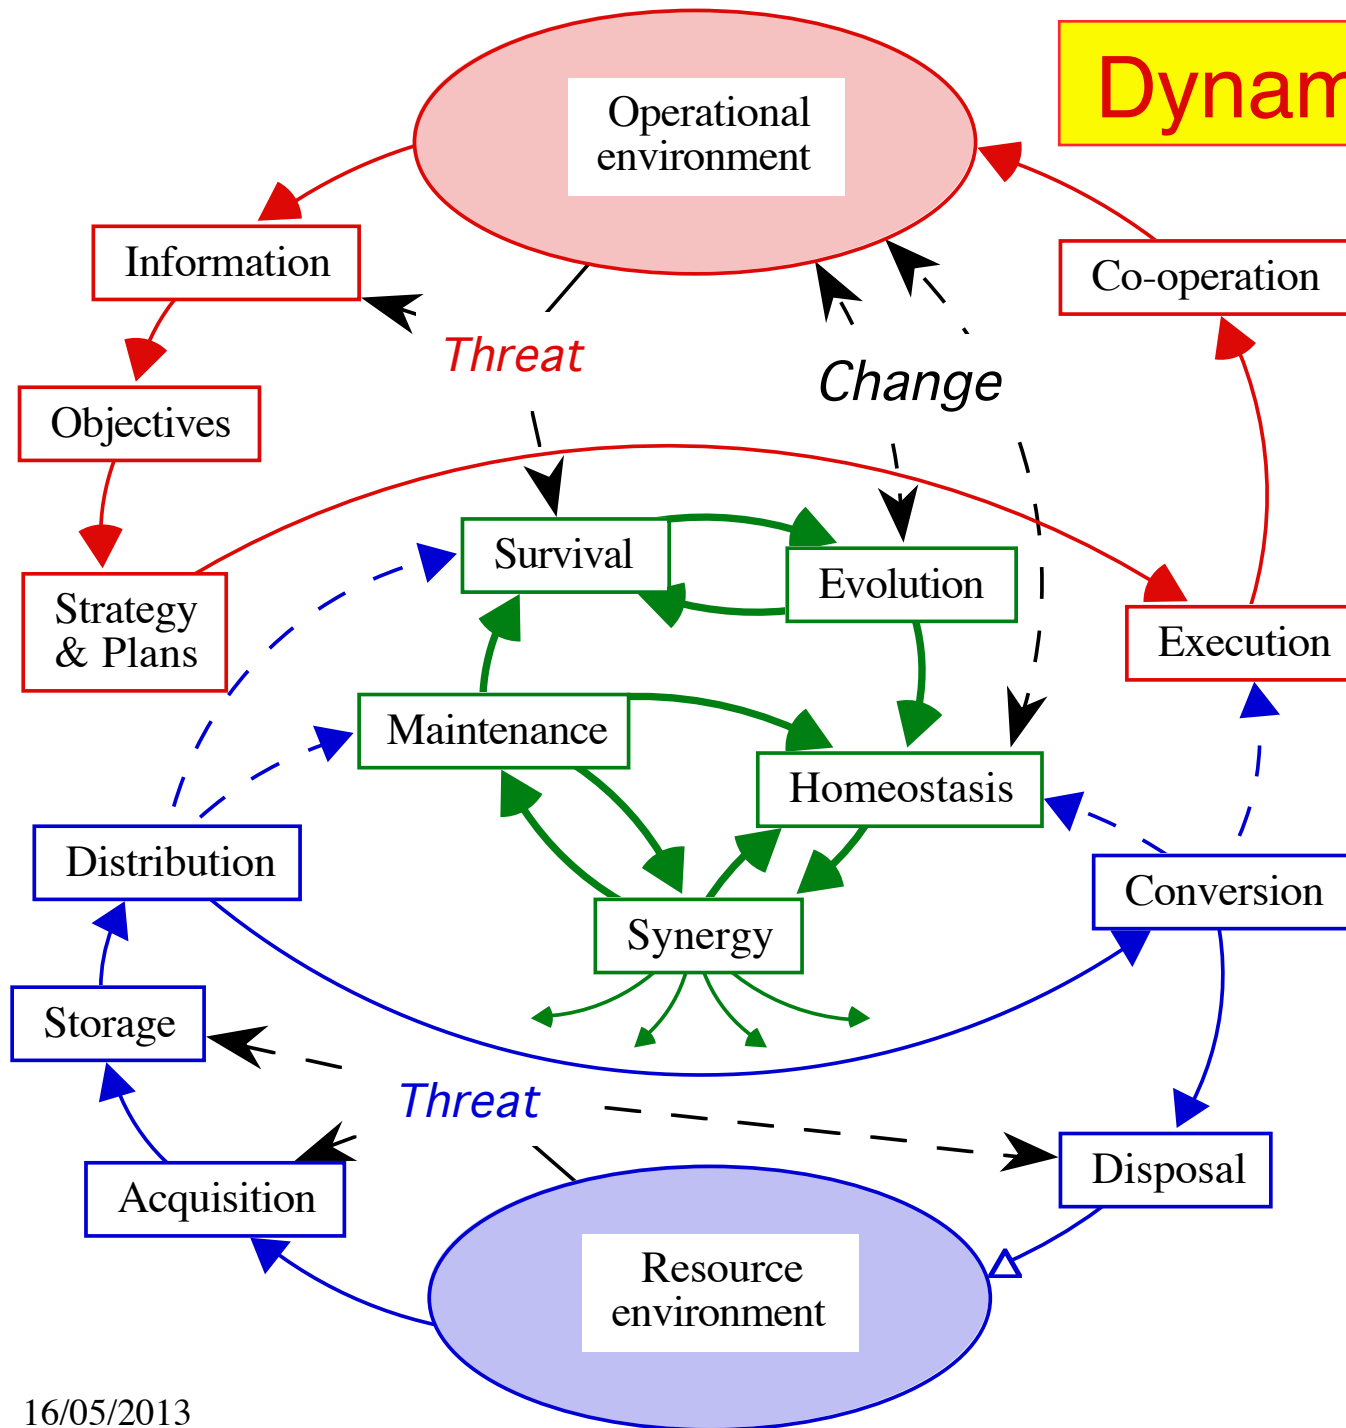 Dynam
Operational
environment
Information
Co-operation
Threat
Change
Objectives
Survival
Evolution
Strategy
& Plans
Execution
Maintenance
Homeostasis
Distribution
Conversion
Synergy
Storage
Threat
Disposal
Acquisition
Resource
environment
16/05/2013